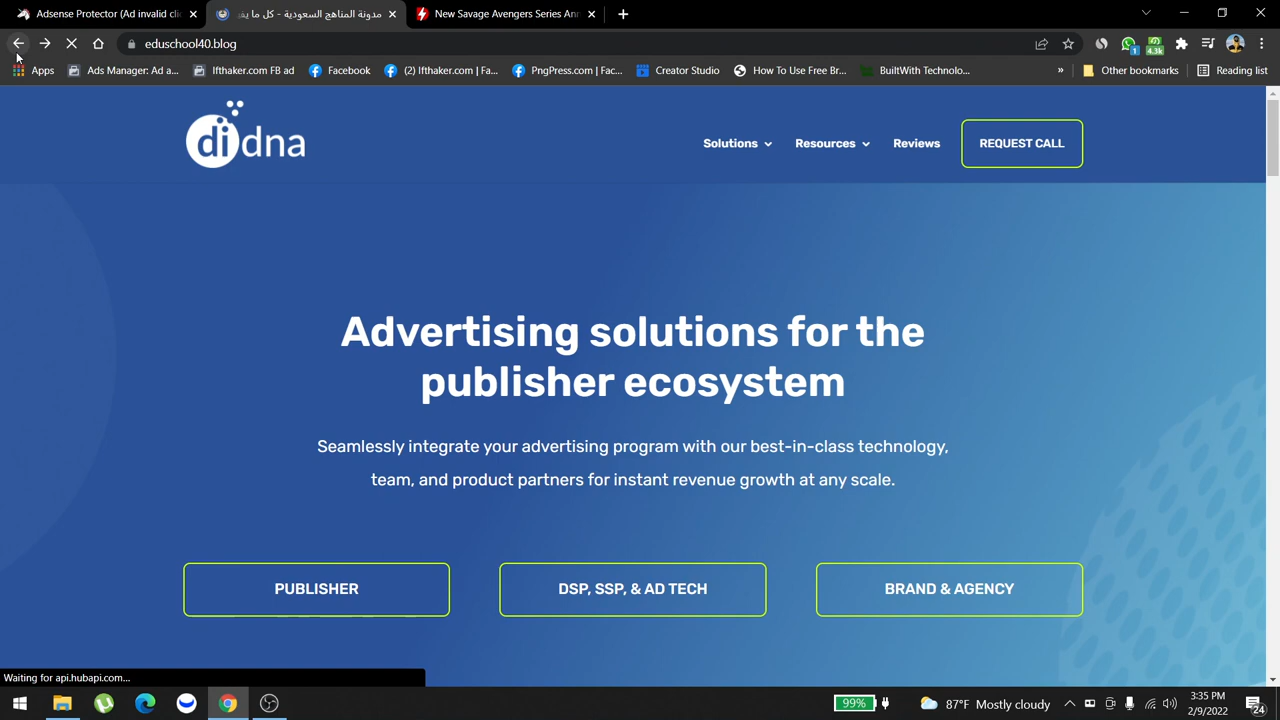 Adsense Protector (Ad invalid cli
مدونة المناهج السعودية - كل ما يف
New Savage Avengers Series Ann
eduschool40.blog
1
4.3k
Apps
Ads Manager: Ad a...
Ifthaker.com FB ad
Facebook
(2) Ifthaker.com | Fa...
PngPress.com | Fac...
Creator Studio
How To Use Free Br...
BuiltWith Technolo...
»
Other bookmarks
Reading list
didna
Solutions
Resources
Reviews
REQUEST CALL
Advertising solutions for the
publisher ecosystem
Seamlessly integrate your advertising program with our best-in-class technology,
team, and product partners for instant revenue growth at any scale.
PUBLISHER
DSP, SSP, & AD TECH
BRAND & AGENCY
Waiting for api.hubapi.com...
99%
87°F Mostly cloudy
3:35 PM
2/9/2022
24